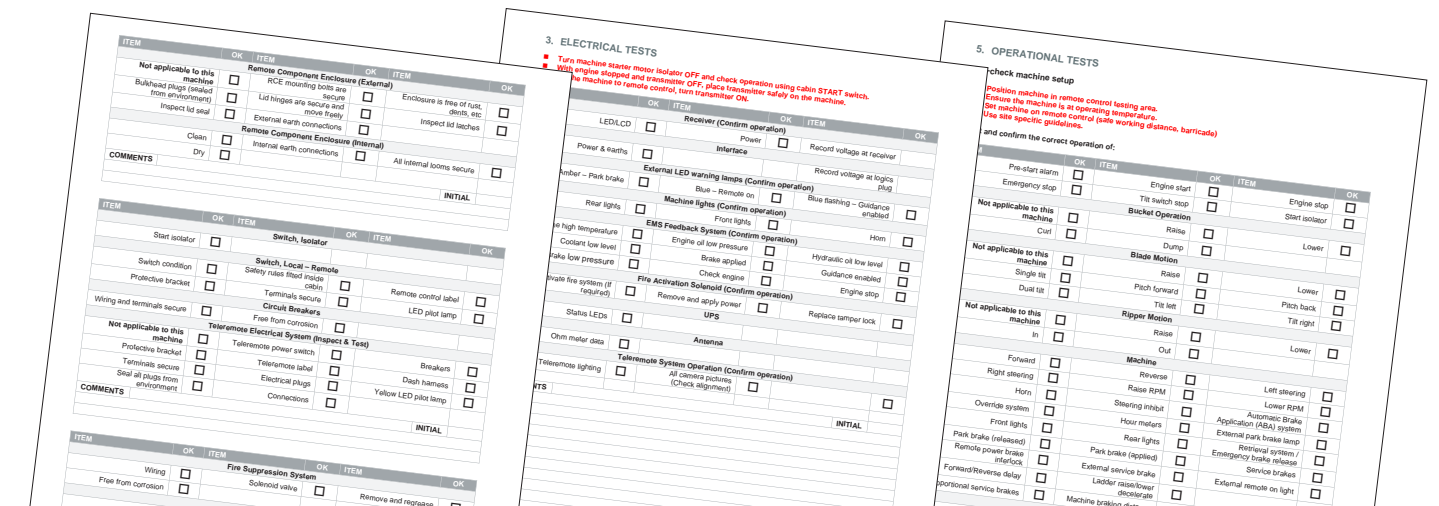 ITEM OK ITEM OK ITEM OK
Remote Component Enclosure (External)
Not applicable to this
machine
RCE mounting bolts are
secure
Enclosure is free of rust,
dents, etc
Bulkhead plugs (sealed
from environment)
Lid hinges are secure and
move freely
Inspect lid latches
Inspect lid seal
External earth connections
Remote Component Enclosure (Internal)
Clean
Internal earth connections
All internal looms secure
Dry
COMMENTS
INITIAL
ITEM OK ITEM OK ITEM OK
Switch, Isolator
Start isolator
Switch, Local – Remote
Switch condition
Safety rules fitted inside
cabin
Remote control label
Protective bracket
Terminals secure
LED pilot lamp
Circuit Breakers
Wiring and terminals secure
Free from corrosion
Teleremote Electrical System (Inspect & Test)
Not applicable to this
machine
Teleremote power switch
Breakers
Protective bracket
Teleremote label
Dash harness
Terminals secure
Electrical plugs
Yellow LED pilot lamp
Seal all plugs from
environment
Connections
COMMENTS
INITIAL
ITEM OK ITEM OK ITEM OK
Fire Suppression System
Wiring
Solenoid valve
Remove and regrease
Free from corrosion
3. ELECTRICAL TESTS
Turn machine starter motor isolator OFF and check operation using cabin START switch.
With engine stopped and transmitter OFF, place transmitter safely on the machine.
the machine to remote control, turn transmitter ON.
OK ITEM OK ITEM OK
Receiver (Confirm operation)
LED/LCD
Power
Record voltage at receiver
Interface
Power & earths
Record voltage at logics
plug
External LED warning lamps (Confirm operation)
Amber – Park brake
Blue – Remote on
Blue flashing – Guidance
enabled
Machine lights (Confirm operation)
Rear lights
Front lights
Horn
EMS Feedback System (Confirm operation)
high temperature
Engine oil low pressure
Hydraulic oil low level
Coolant low level
Brake applied
Guidance enabled
low pressure
Check engine
Engine stop
Fire Activation Solenoid (Confirm operation)
fire system (If
required)
Remove and apply power
Replace tamper lock
UPS
Status LEDs
Antenna
Ohm meter data
Teleremote System Operation (Confirm operation)
Teleremote lighting
All camera pictures
(Check alignment)
NTS
INITIAL
5. OPERATIONAL TESTS
-check machine setup
Position machine in remote control testing area.
Ensure the machine is at operating temperature.
Set machine on remote control (safe working distance, barricade)
Use site specific guidelines.
and confirm the correct operation of:
OK ITEM OK ITEM OK
Pre-start alarm
Engine start
Engine stop
Emergency stop
Tilt switch stop
Start isolator
Bucket Operation
Not applicable to this
machine
Raise
Lower
Curl
Dump
Blade Motion
Not applicable to this
machine
Raise
Lower
Single tilt
Pitch forward
Pitch back
Dual tilt
Tilt left
Tilt right
Ripper Motion
Not applicable to this
machine
Raise
Lower
In
Out
Machine
Forward
Reverse
Left steering
Right steering
Raise RPM
Lower RPM
Horn
Steering inhibit
Automatic Brake
Application (ABA) system
Override system
Hour meters
External park brake lamp
Front lights
Rear lights
Retrieval system /
Emergency brake release
Park brake (released)
Park brake (applied)
Service brakes
Remote power brake
interlock
External service brake
External remote on light
Forward/Reverse delay
Ladder raise/lower
decelerate
service brakes
Machine braking